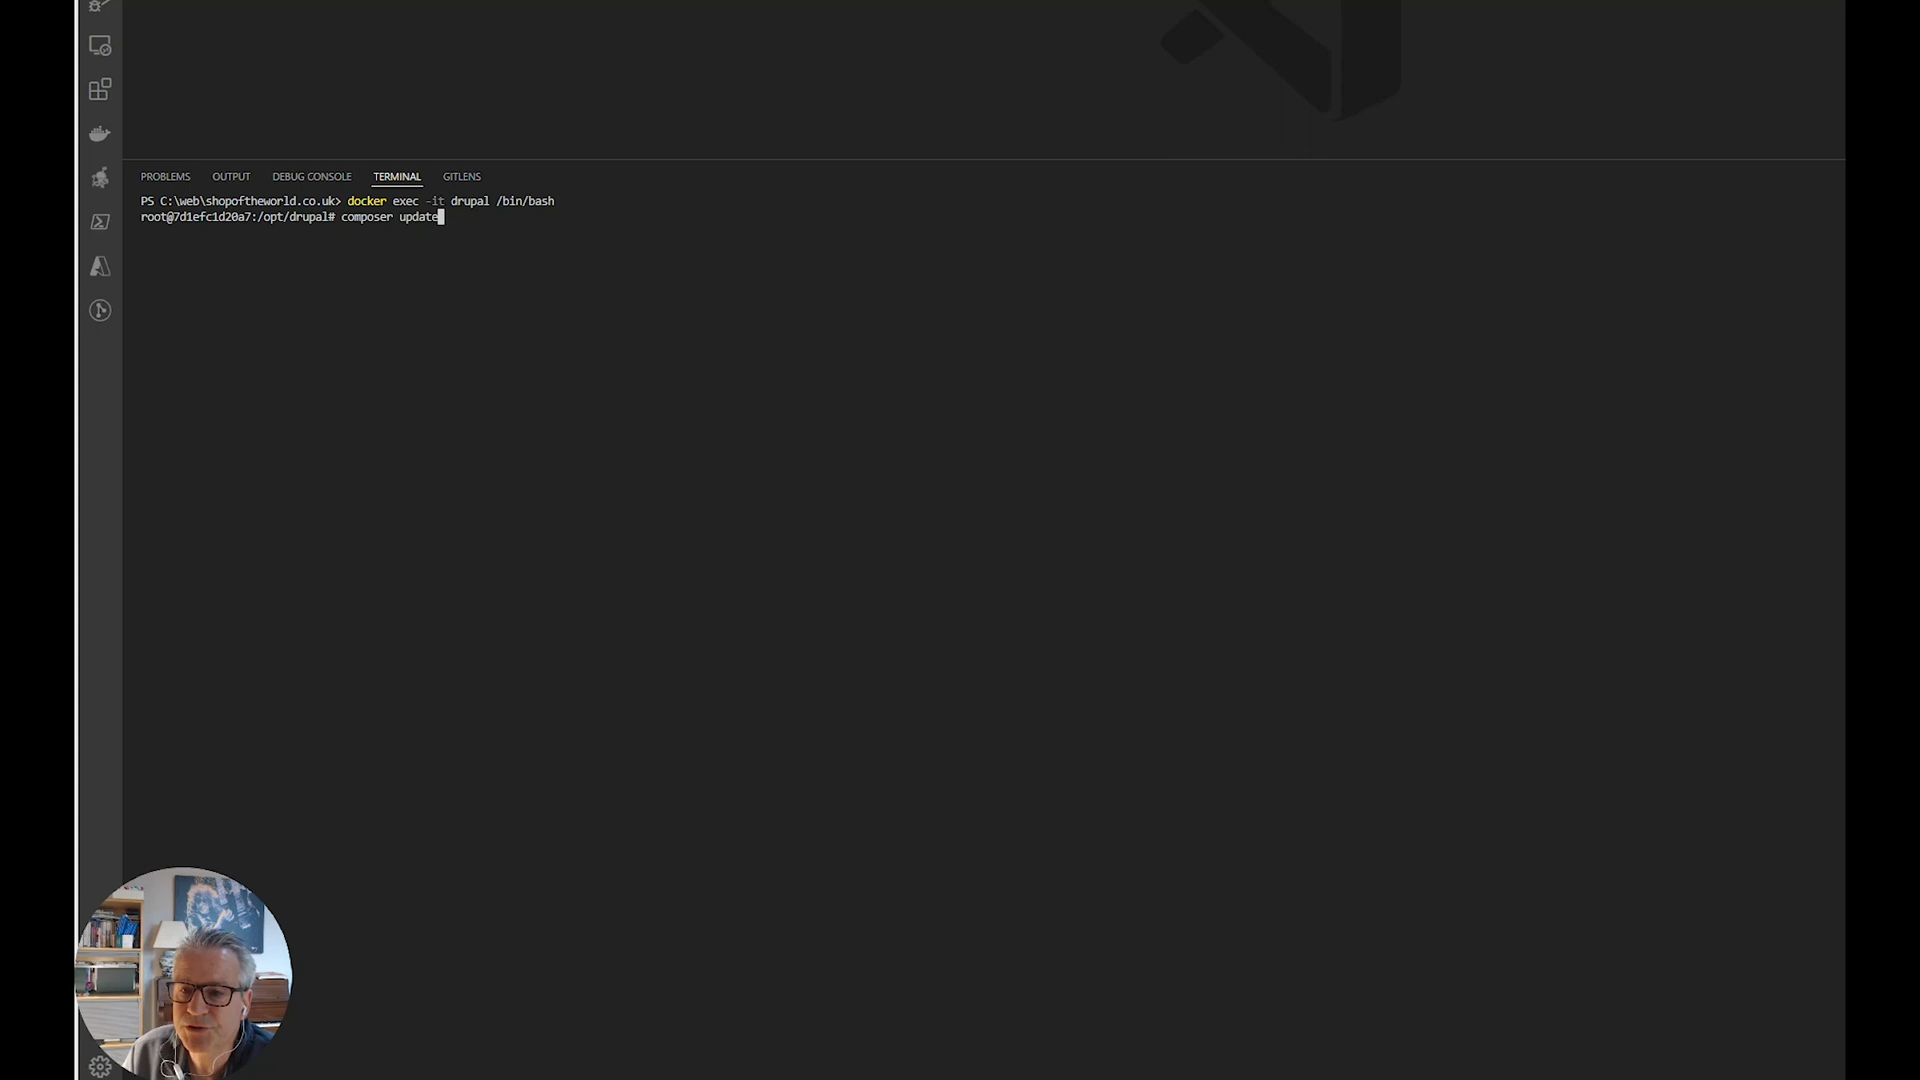 PROBLEMS OUTPUT DEBUG CONSOLE TERMINAL GITLENS
PS C:\web\shopoftheworld.co.uk> docker exec -it drupal /bin/bash
root@7d1efc1d20a7:/opt/drupal# composer update